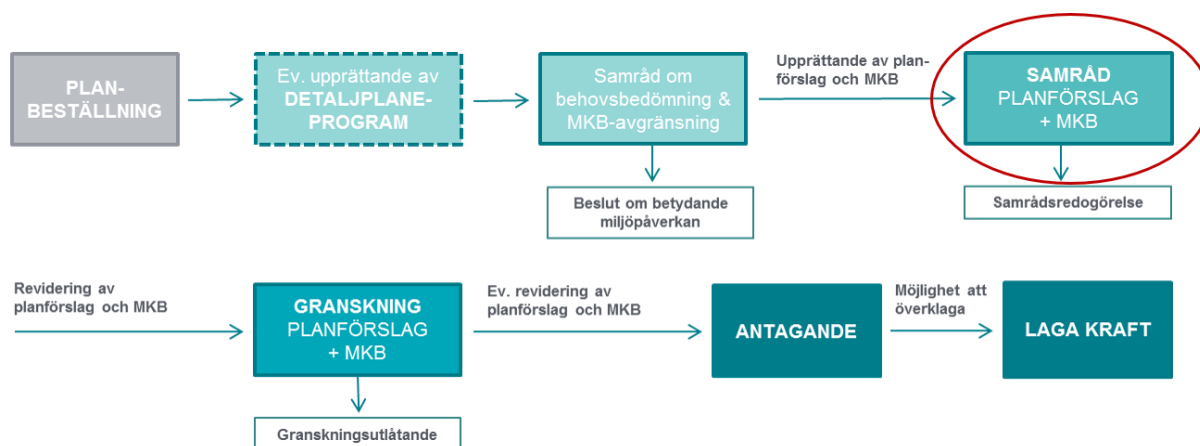 PLAN-
BESTÄLLNING
Ev. upprättande av
DETALJPLANE-
PROGRAM
Samråd om
behovsbedömning &
MKB-avgränsning
Upprättande av plan-
förslag och MKB
SAMRÅD
PLANFÖRSLAG
+ MKB
Beslut om betydande
miljöpåverkan
Samrådsredogörelse
Revidering av
planförslag och MKB
GRANSKNING
PLANFÖRSLAG
+ MKB
Ev. revidering av
planförslag och MKB
ANTAGANDE
Möjlighet att
överklaga
LAGA KRAFT
Granskningsutlåtande